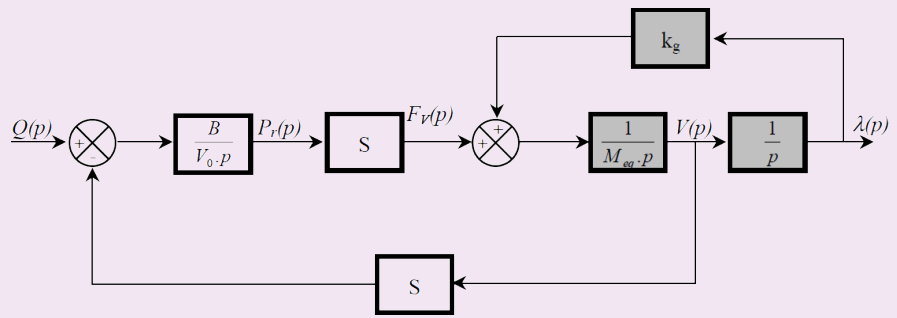 k_g
Q(p) + - B / V_0 . p P_r(p) S F_V(p) + + 1 / M_eq . p V(p) 1 / p λ(p)
S